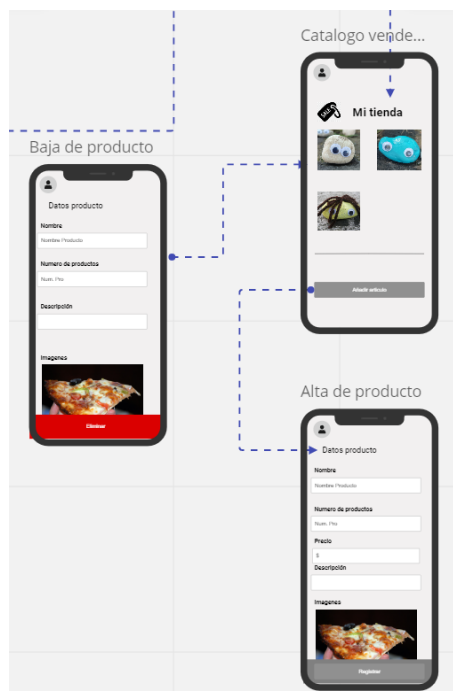 Catalogo vende...
SALE
Mi tienda
Añadir artículo
Baja de producto
Datos producto
Nombre
Nombre Producto
Numero de productos
Num. Pro
Descripción
Imagenes
Eliminar
Alta de producto
Datos producto
Nombre
Nombre Producto
Numero de productos
Num. Pro
Precio
$
Descripción
Imagenes
Registrar